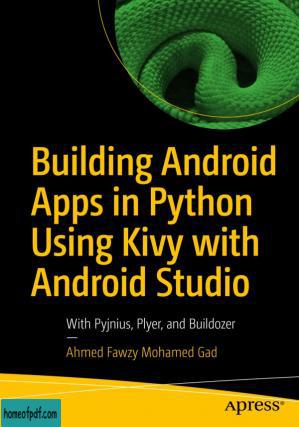 Building Android
Apps in Python
Using Kivy with
Android Studio
With Pyjnius, Plyer, and Buildozer
—
Ahmed Fawzy Mohamed Gad
Apress®
homeofpdf.com